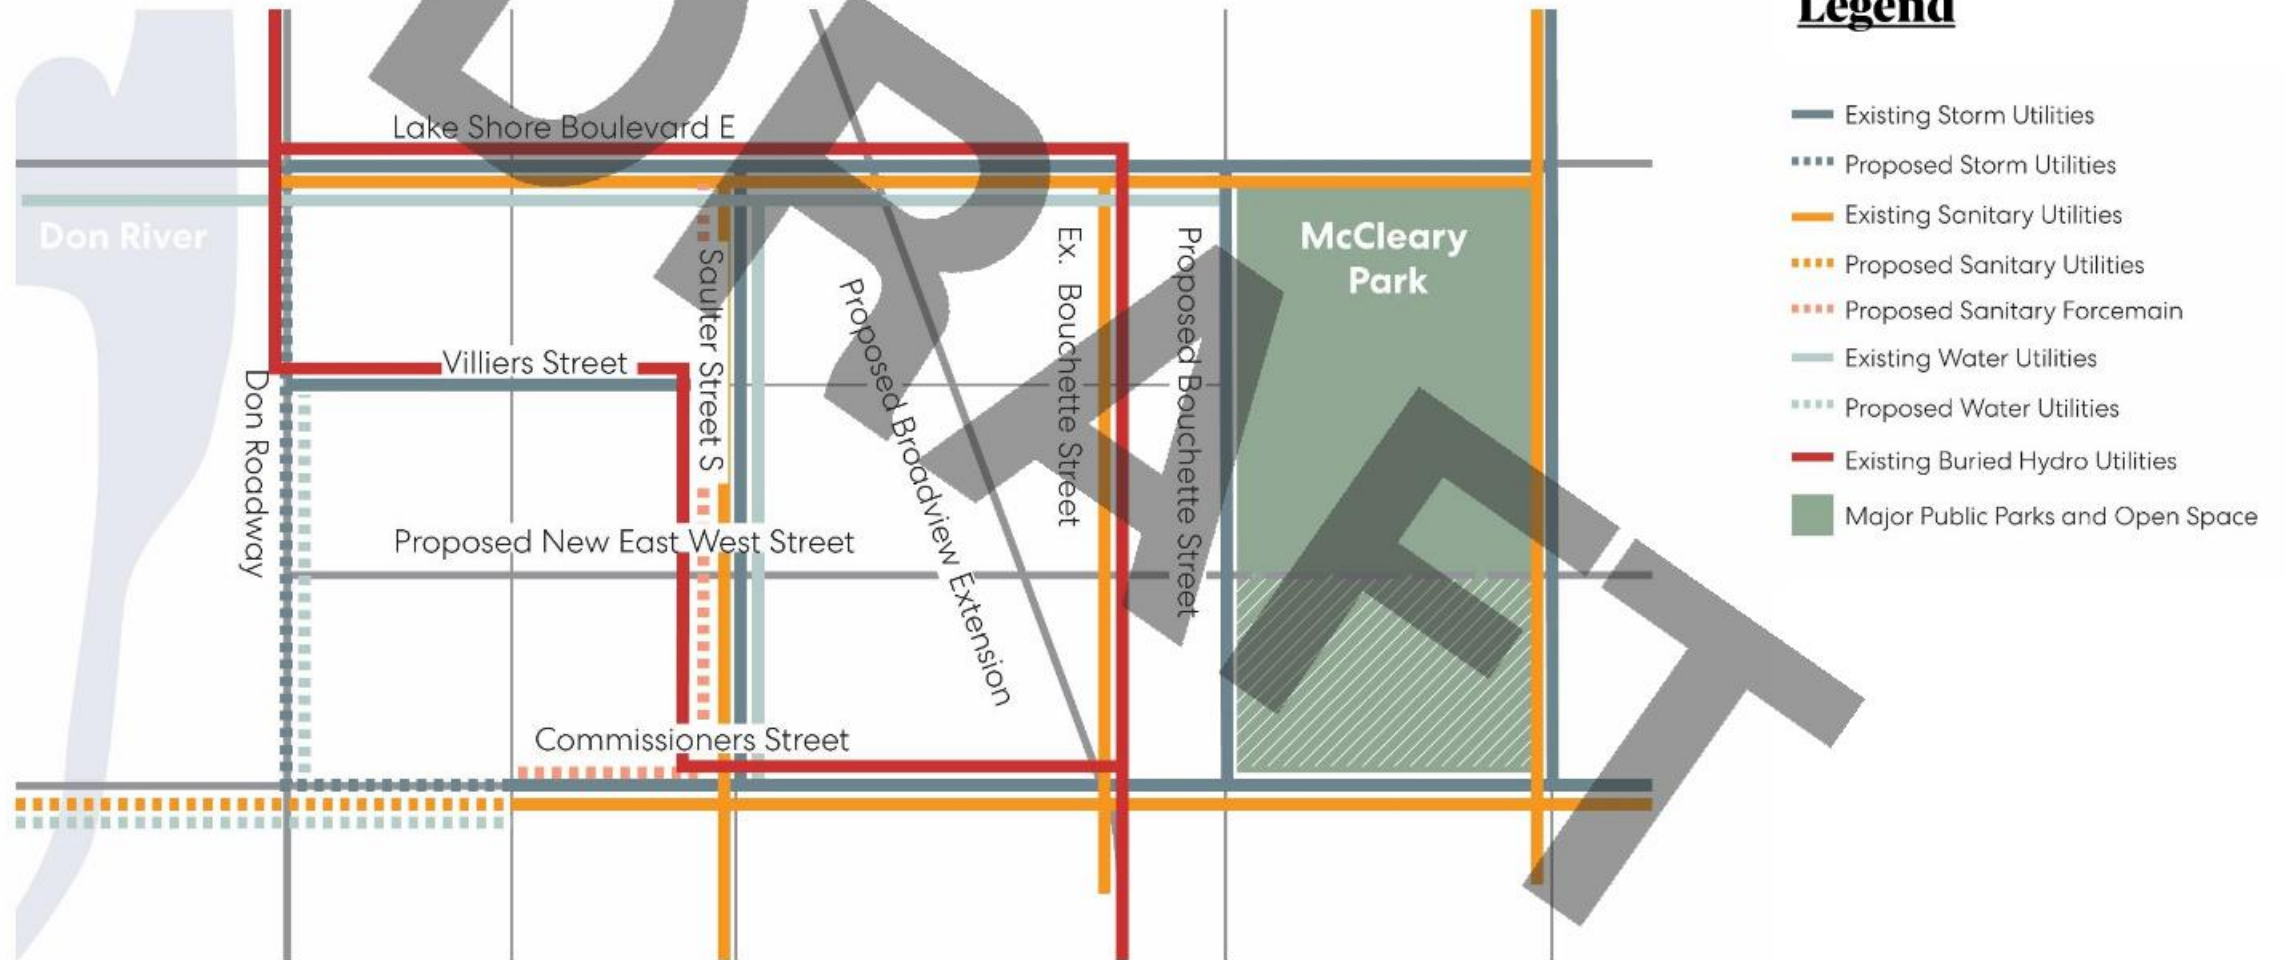 Legend
Lake Shore Boulevard E
Existing Storm Utilities
Proposed Storm Utilities
Existing Sanitary Utilities
Proposed Sanitary Utilities
Proposed Sanitary Forcemain
Existing Water Utilities
Proposed Water Utilities
Existing Buried Hydro Utilities
Major Public Parks and Open Space
Don River
McCleary
Park
Saulter Street S
Ex. Bouchette Street
Proposed Bouchette Street
Proposed Broadview Extension
Villiers Street
Don Roadway
Proposed New East West Street
Commissioners Street
DRAFT